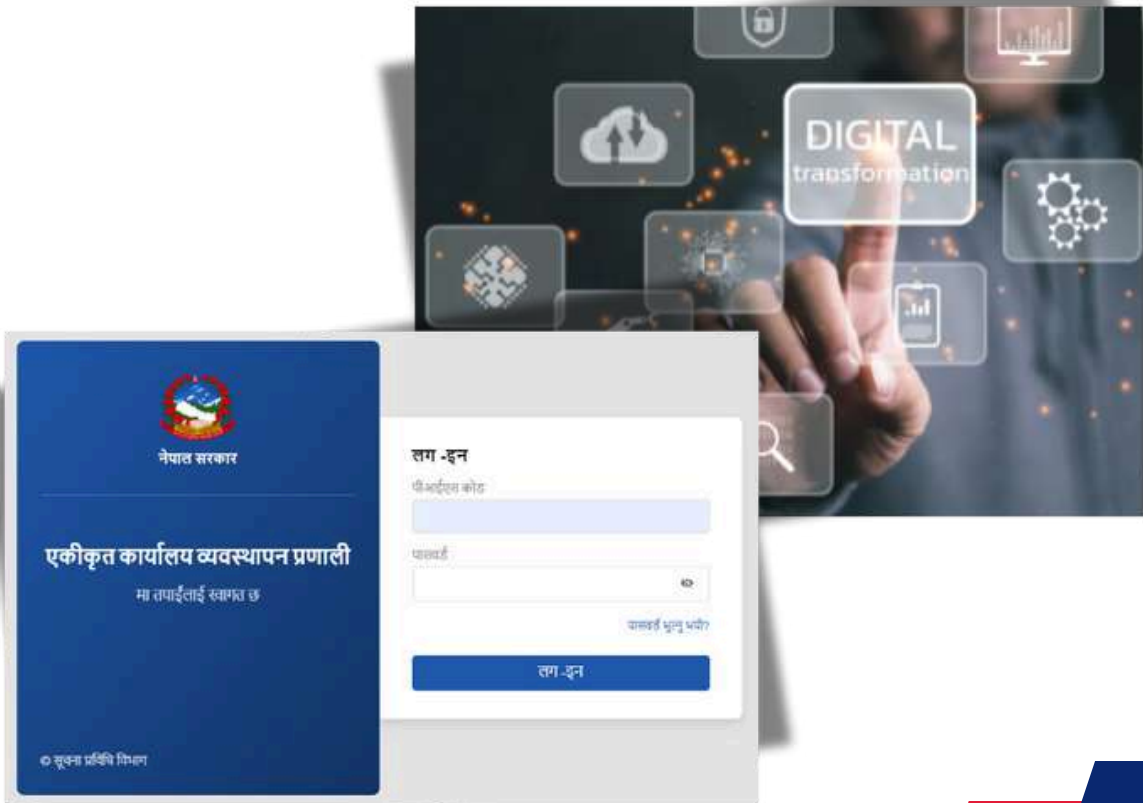 DIGITAL
transformation
नेपाल सरकार
एकीकृत कार्यालय व्यवस्थापन प्रणाली
मा तपाईंलाई स्वागत छ
© सूचना प्रविधि विभाग
लग -इन
पीआईएस कोड
पासवर्ड
पासवर्ड भुल्नु भयो?
लग -इन